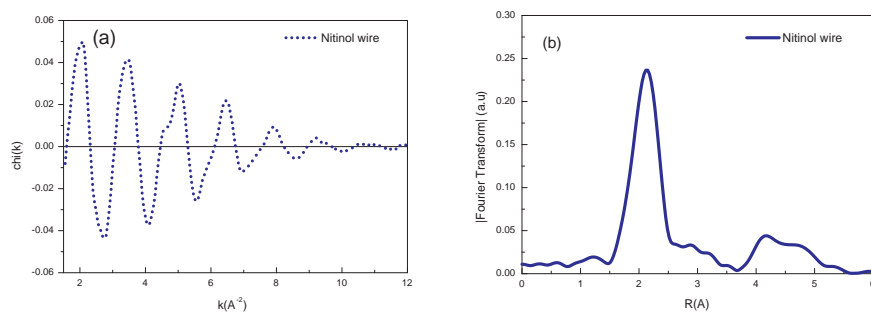 (a)
Nitinol wire
0.06
0.04
0.02
0.00
-0.02
-0.04
-0.06
chi(k)
2 4 6 8 10 12
k(A⁻²)
(b)
Nitinol wire
0.30
0.25
0.20
0.15
0.10
0.05
0.00
|Fourier Transform| (a.u)
0 1 2 3 4 5 6
R(A)